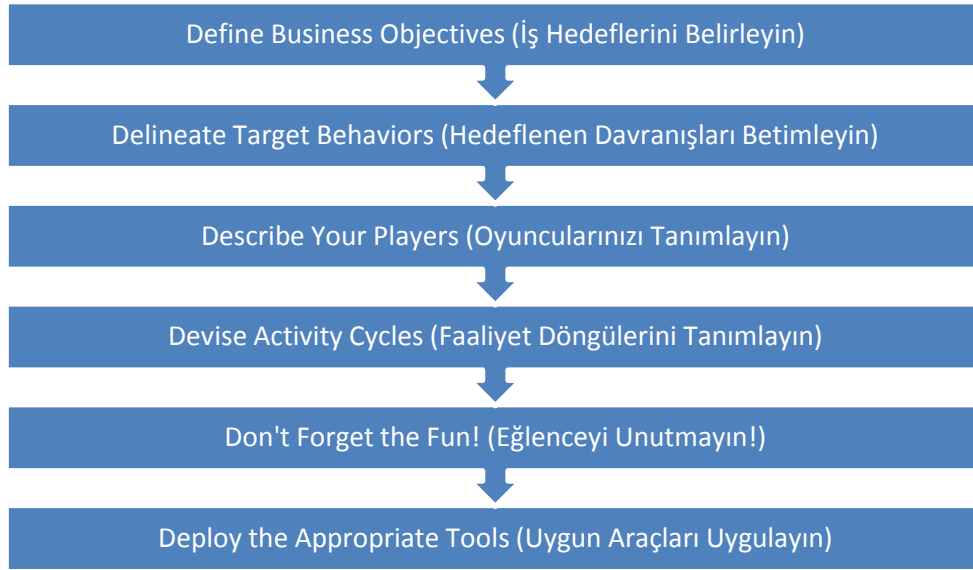 Define Business Objectives (İş Hedeflerini Belirleyin)
Delineate Target Behaviors (Hedeflenen Davranışları Betimleyin)
Describe Your Players (Oyuncularınızı Tanımlayın)
Devise Activity Cycles (Faaliyet Döngülerini Tanımlayın)
Don't Forget the Fun! (Eğlenceyi Unutmayın!)
Deploy the Appropriate Tools (Uygun Araçları Uygulayın)